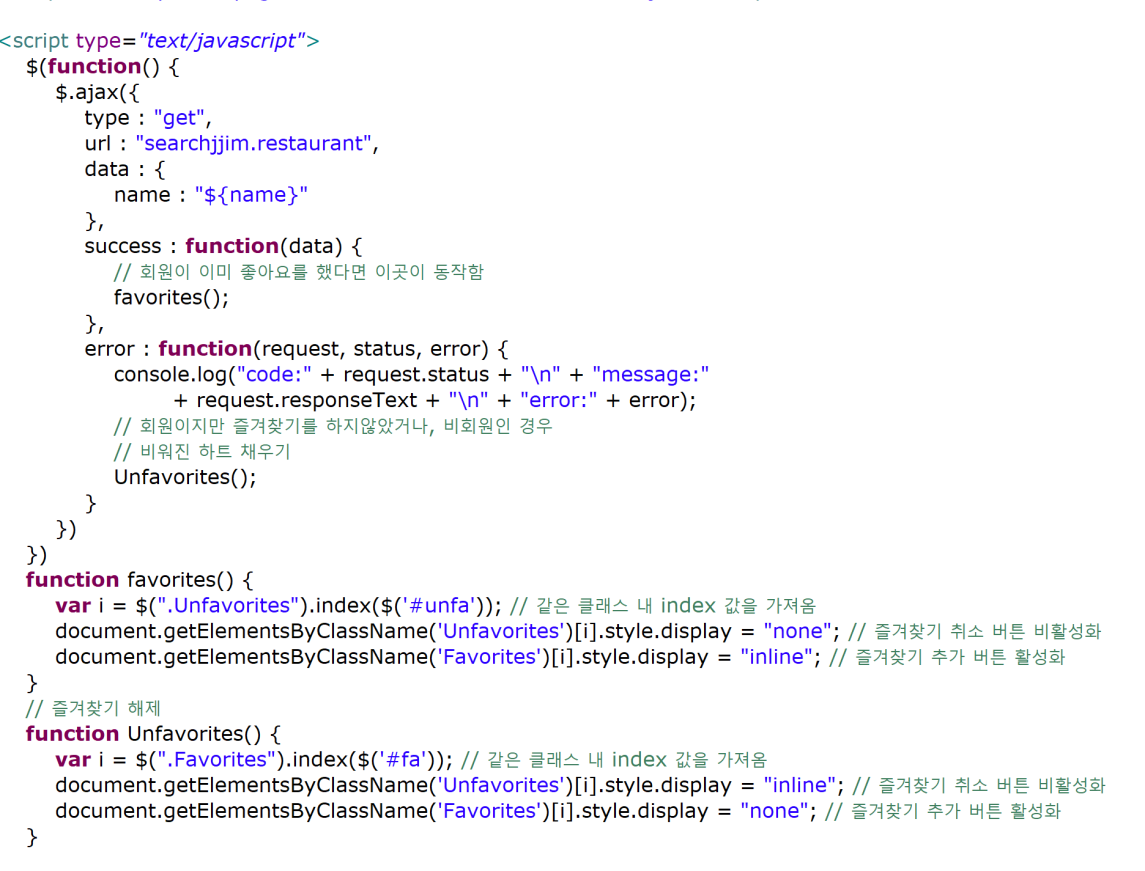 <script type="text/javascript">
$(function() {
$.ajax({
type : "get",
url : "searchjjim.restaurant",
data : {
name : "${name}"
},
success : function(data) {
// 회원이 이미 좋아요를 했다면 이곳이 동작함
favorites();
},
error : function(request, status, error) {
console.log("code:" + request.status + "\n" + "message:"
+ request.responseText + "\n" + "error:" + error);
// 회원이지만 즐겨찾기를 하지않았거나, 비회원인 경우
// 비워진 하트 채우기
Unfavorites();
}
})
})
function favorites() {
var i = $(".Unfavorites").index($('#unfa')); // 같은 클래스 내 index 값을 가져옴
document.getElementsByClassName('Unfavorites')[i].style.display = "none"; // 즐겨찾기 취소 버튼 비활성화
document.getElementsByClassName('Favorites')[i].style.display = "inline"; // 즐겨찾기 추가 버튼 활성화
}
// 즐겨찾기 해제
function Unfavorites() {
var i = $(".Favorites").index($('#fa')); // 같은 클래스 내 index 값을 가져옴
document.getElementsByClassName('Unfavorites')[i].style.display = "inline"; // 즐겨찾기 취소 버튼 비활성화
document.getElementsByClassName('Favorites')[i].style.display = "none"; // 즐겨찾기 추가 버튼 활성화
}